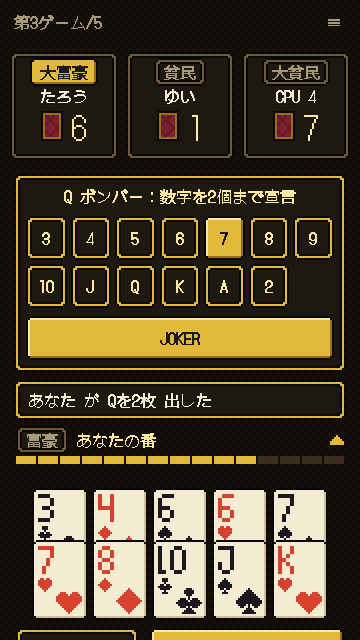 第3ゲーム/5
大富豪 貧民 大貧民
たろう ゆい CPU 4
6 1 7
Q ボンバー：数字を2個まで宣言
3 4 5 6 7 8 9
10 J Q K A 2
JOKER
あなた が Qを2枚 出した
富豪 あなたの番
3 4 6 6 7
7 8 10 J K